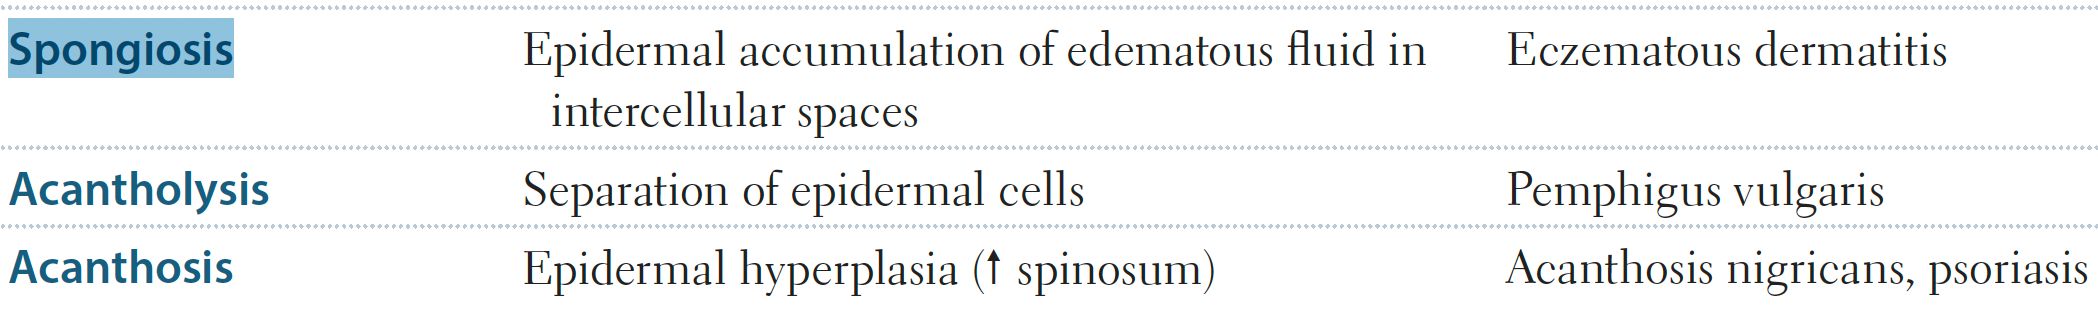 Spongiosis Epidermal accumulation of edematous fluid in Eczematous dermatitis
intercellular spaces
Acantholysis Separation of epidermal cells Pemphigus vulgaris
Acanthosis Epidermal hyperplasia (↑ spinosum) Acanthosis nigricans, psoriasis